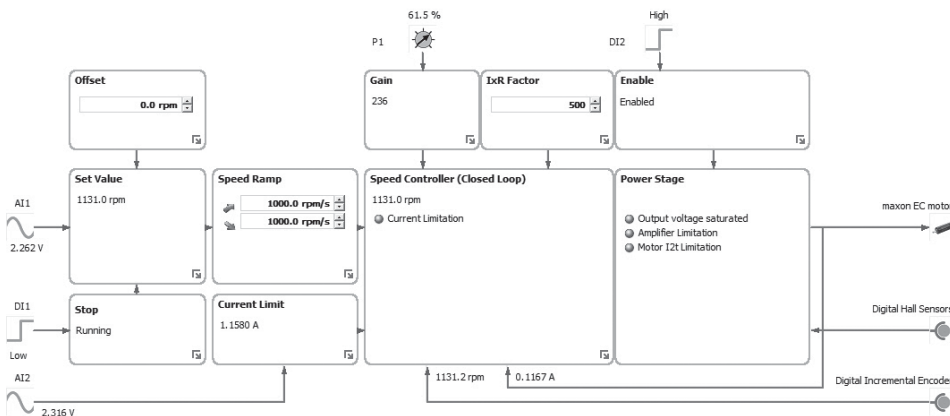 61.5 %
P1
High
DI2
Offset
0.0 rpm
Gain
236
IxR Factor
500
Enable
Enabled
AI1
2.262 V
Set Value
1131.0 rpm
Speed Ramp
1000.0 rpm/s
1000.0 rpm/s
Speed Controller (Closed Loop)
1131.0 rpm
Current Limitation
Power Stage
Output voltage saturated
Amplifier Limitation
Motor I2t Limitation
maxon EC motor
DI1
Low
Stop
Running
Current Limit
1.1580 A
Digital Hall Sensors
AI2
2.316 V
1131.2 rpm
0.1167 A
Digital Incremental Encode